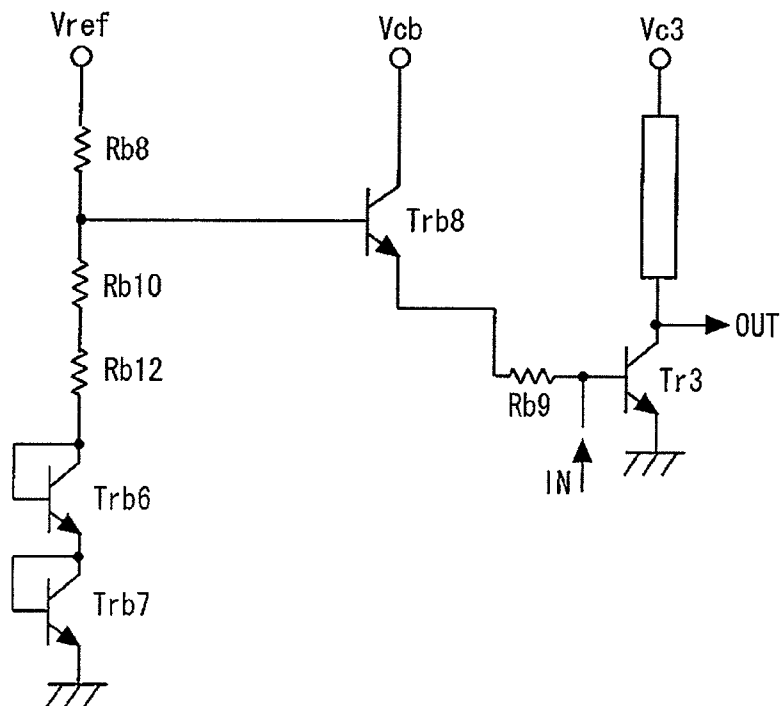 Vref
Vcb
Vc3
Rb8
Trb8
Rb10
OUT
Rb12
Rb9
Tr3
IN
Trb6
Trb7